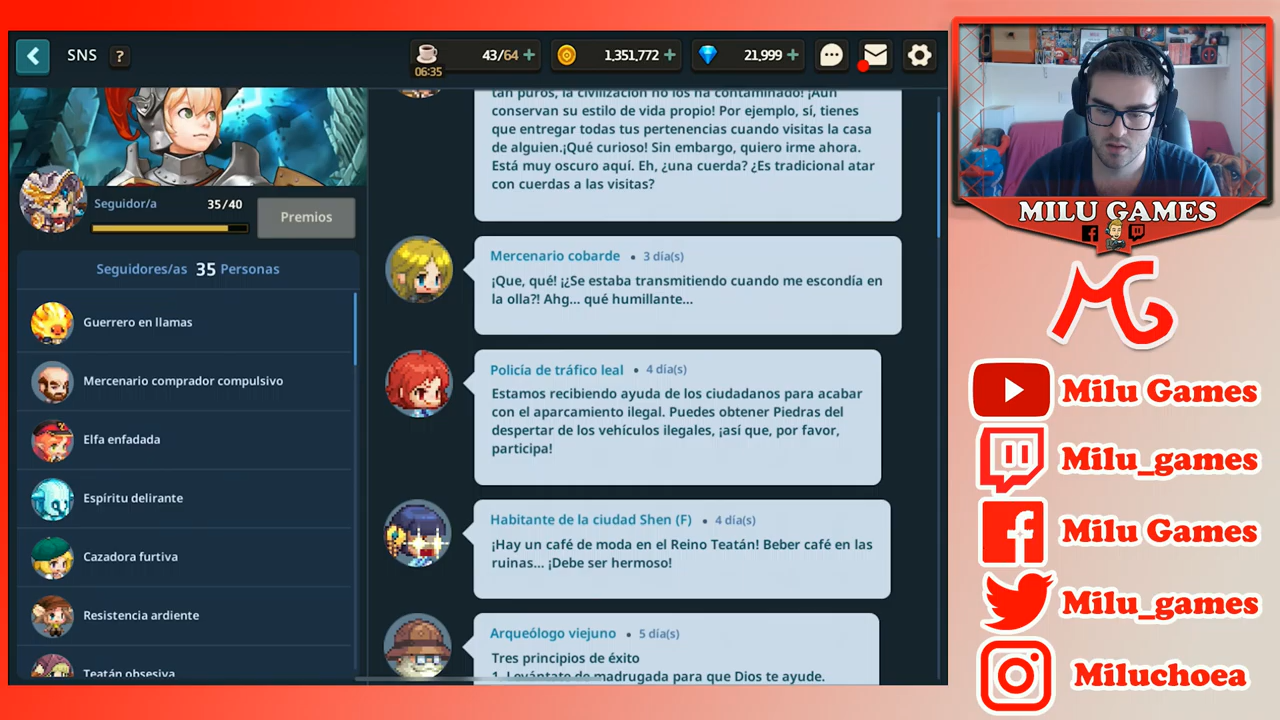 SNS ?
43/64 +
06:35
1,351,772 +
21,999 +
Seguidor/a 35/40
Premios
Seguidores/as 35 Personas
Guerrero en llamas
Mercenario comprador compulsivo
Elfa enfadada
Espíritu delirante
Cazadora furtiva
Resistencia ardiente
Teatán obsesiva
tan puros, la civilización no los ha contaminado! ¡Aún
conservan su estilo de vida propio! Por ejemplo, sí, tienes
que entregar todas tus pertenencias cuando visitas la casa
de alguien.¡Qué curioso! Sin embargo, quiero irme ahora.
Está muy oscuro aquí. Eh, ¿una cuerda? ¿Es tradicional atar
con cuerdas a las visitas?
Mercenario cobarde • 3 día(s)
¡Que, qué! ¡¿Se estaba transmitiendo cuando me escondía en
la olla?! Ahg... qué humillante...
Policía de tráfico leal • 4 día(s)
Estamos recibiendo ayuda de los ciudadanos para acabar
con el aparcamiento ilegal. Puedes obtener Piedras del
despertar de los vehículos ilegales, ¡así que, por favor,
participa!
Habitante de la ciudad Shen (F) • 4 día(s)
¡Hay un café de moda en el Reino Teatán! Beber café en las
ruinas... ¡Debe ser hermoso!
Arqueólogo viejuno • 5 día(s)
Tres principios de éxito
1. Levántate de madrugada para que Dios te ayude.
MILU GAMES
MG
Milu Games
Milu_games
Milu Games
Milu_games
Miluchoea